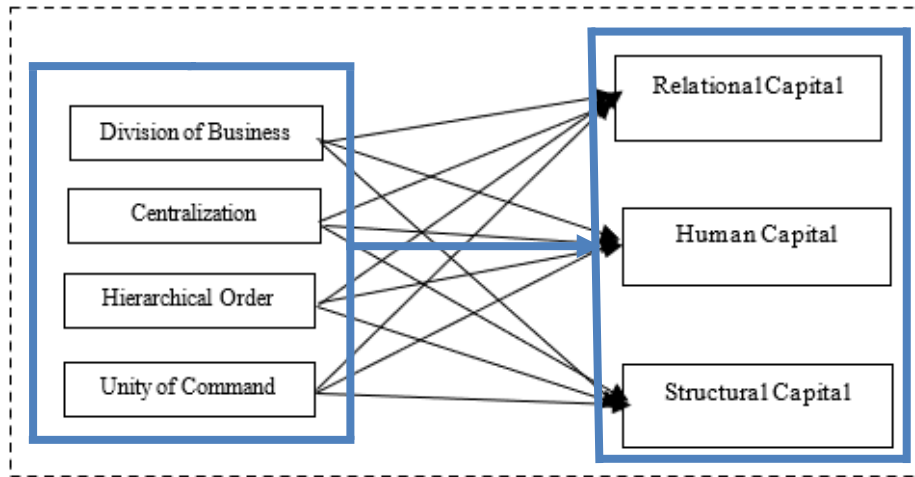 Division of Business
Centralization
Hierarchical Order
Unity of Command
Relational Capital
Human Capital
Structural Capital